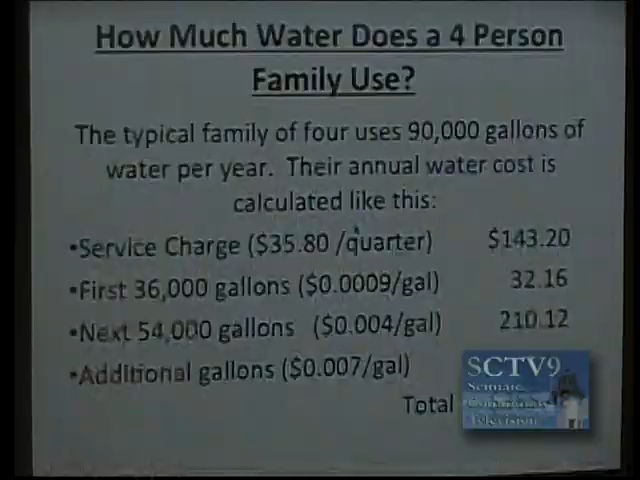 How Much Water Does a 4 Person
Family Use?
The typical family of four uses 90,000 gallons of
water per year. Their annual water cost is
calculated like this:
•Service Charge ($35.80 /quarter) $143.20
•First 36,000 gallons ($0.0009/gal) 32.16
•Next 54,000 gallons ($0.004/gal) 210.12
•Additional gallons ($0.007/gal)
Total
SCTV9
Scituate
Community
Television